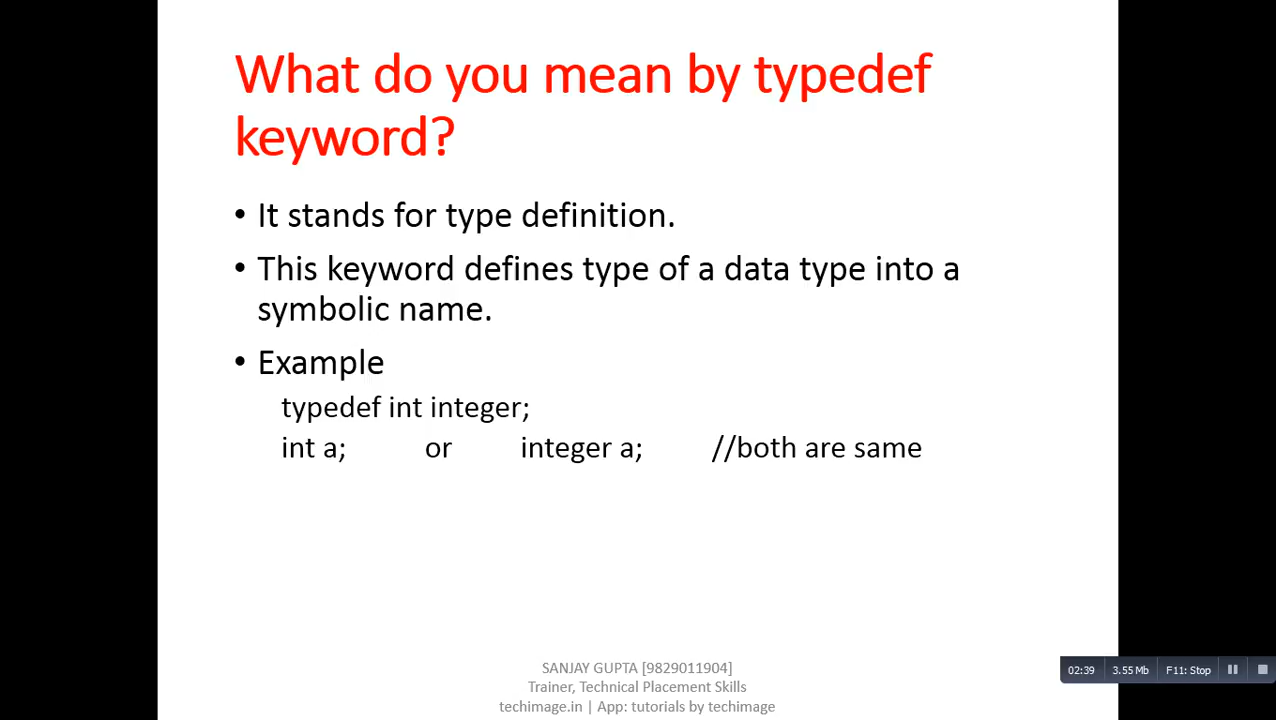 What do you mean by typedef
keyword?
• It stands for type definition.
• This keyword defines type of a data type into a
symbolic name.
• Example
typedef int integer;
int a; or integer a; //both are same
SANJAY GUPTA [9829011904]
Trainer, Technical Placement Skills
techimage.in | App: tutorials by techimage
02:39 3.55 Mb F11: Stop